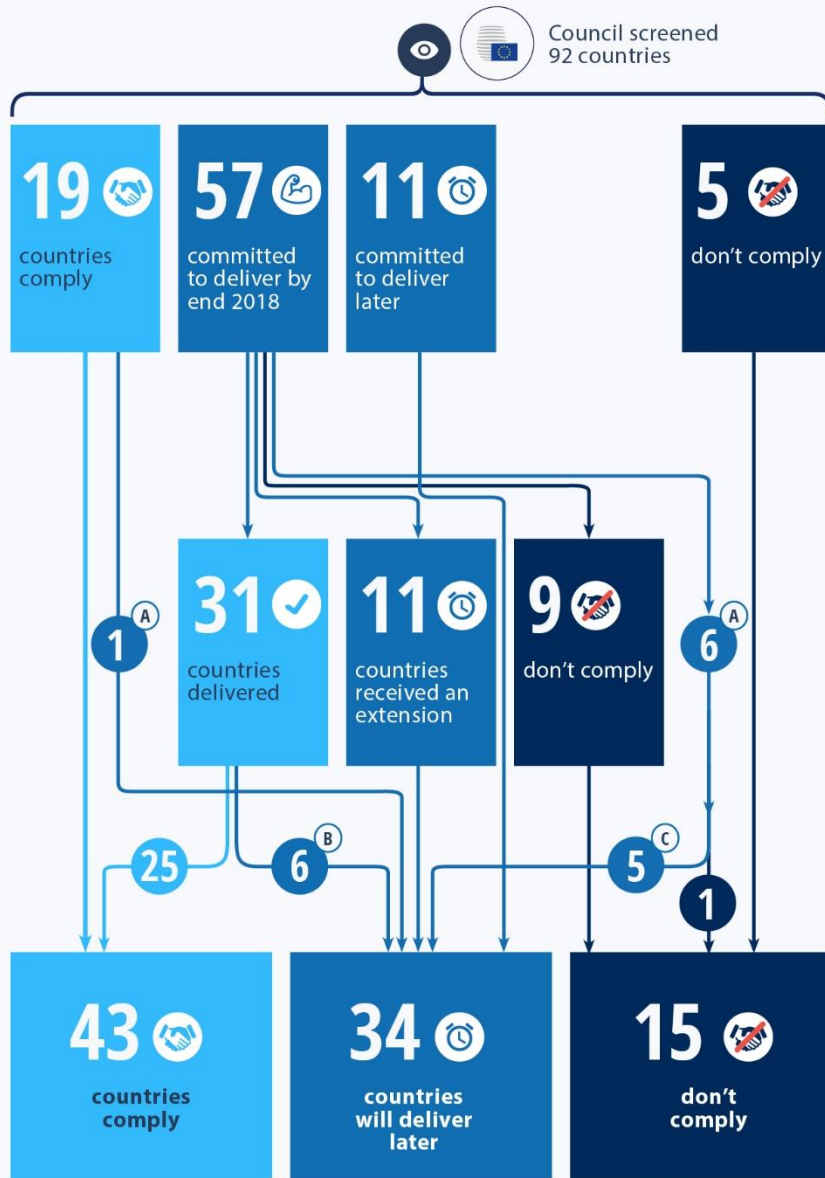 Council screened
92 countries
19
countries
comply
57
committed
to deliver by
end 2018
11
committed
to deliver
later
5
don't comply
31
countries
delivered
11
countries
received an
extension
9
don't comply
1
A
6
A
25
6
B
5
C
1
43
countries
comply
34
countries
will deliver
later
15
don't
comply